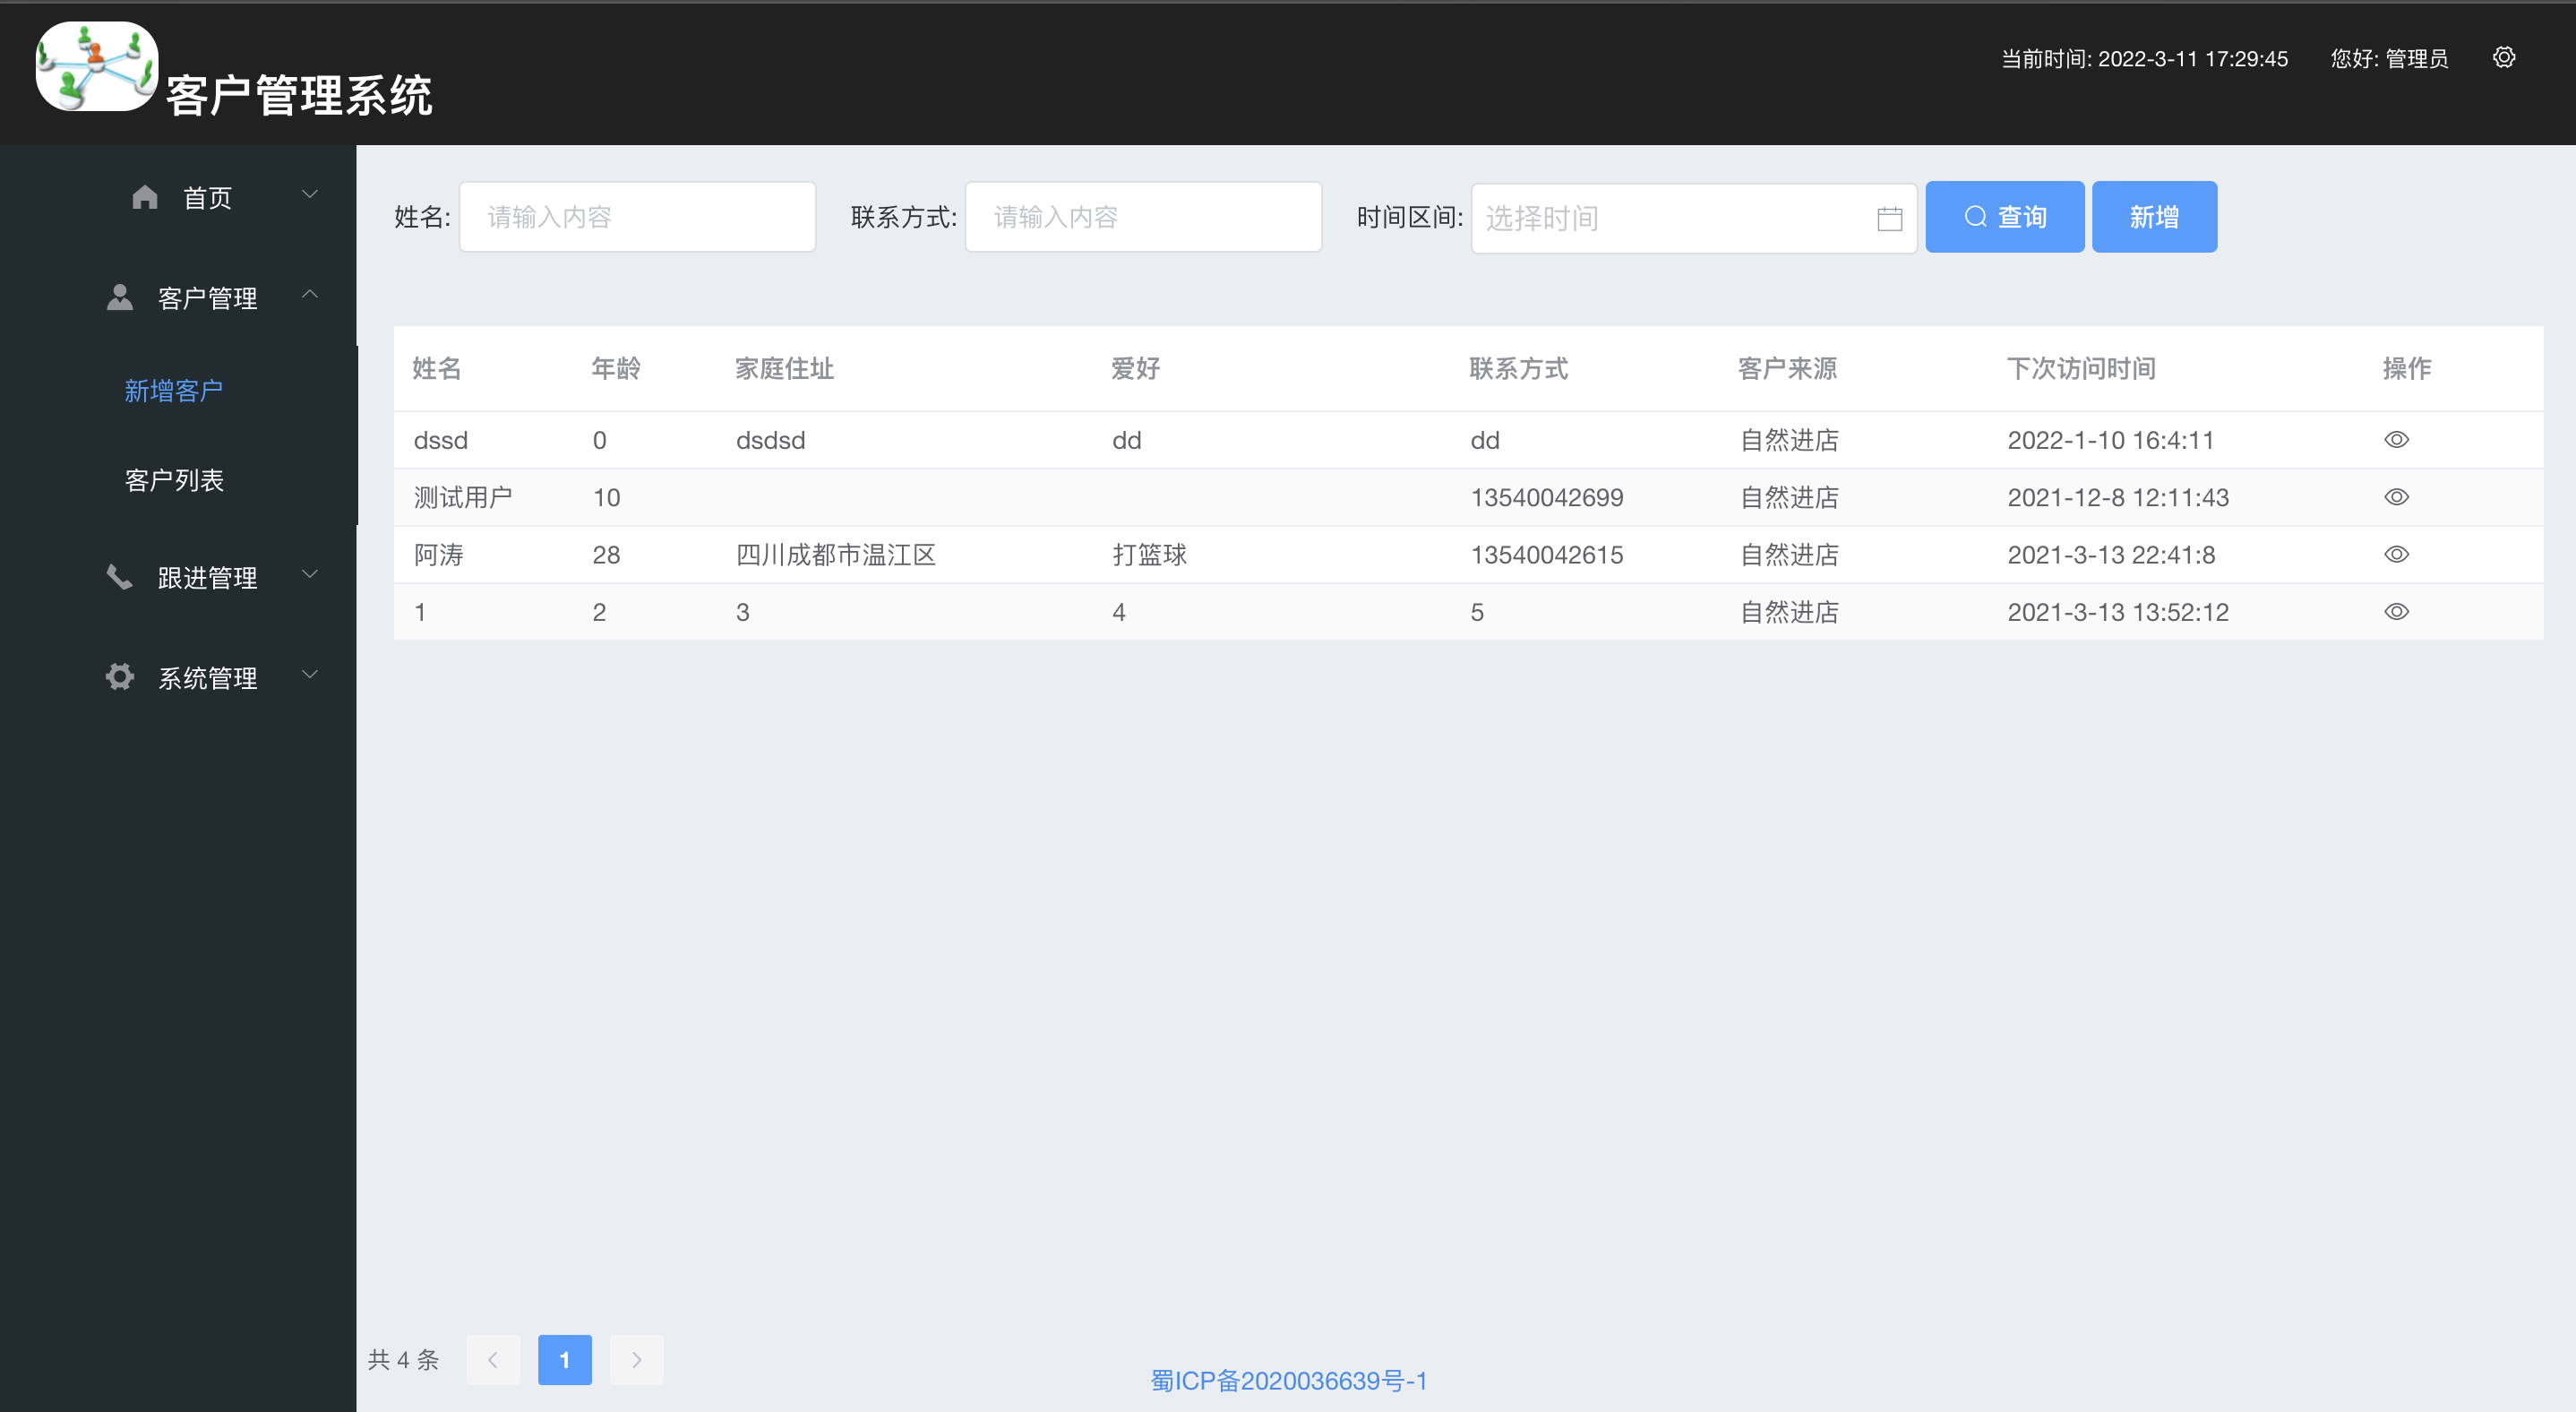 客户管理系统
当前时间: 2022-3-11 17:29:45 您好: 管理员
首页
客户管理
新增客户
客户列表
跟进管理
系统管理
姓名: 请输入内容 联系方式: 请输入内容 时间区间: 选择时间 查询 新增
姓名 年龄 家庭住址 爱好 联系方式 客户来源 下次访问时间 操作
dssd 0 dsdsd dd dd 自然进店 2022-1-10 16:4:11
测试用户 10 13540042699 自然进店 2021-12-8 12:11:43
阿涛 28 四川成都市温江区 打篮球 13540042615 自然进店 2021-3-13 22:41:8
1 2 3 4 5 自然进店 2021-3-13 13:52:12
共 4 条 1
蜀ICP备2020036639号-1